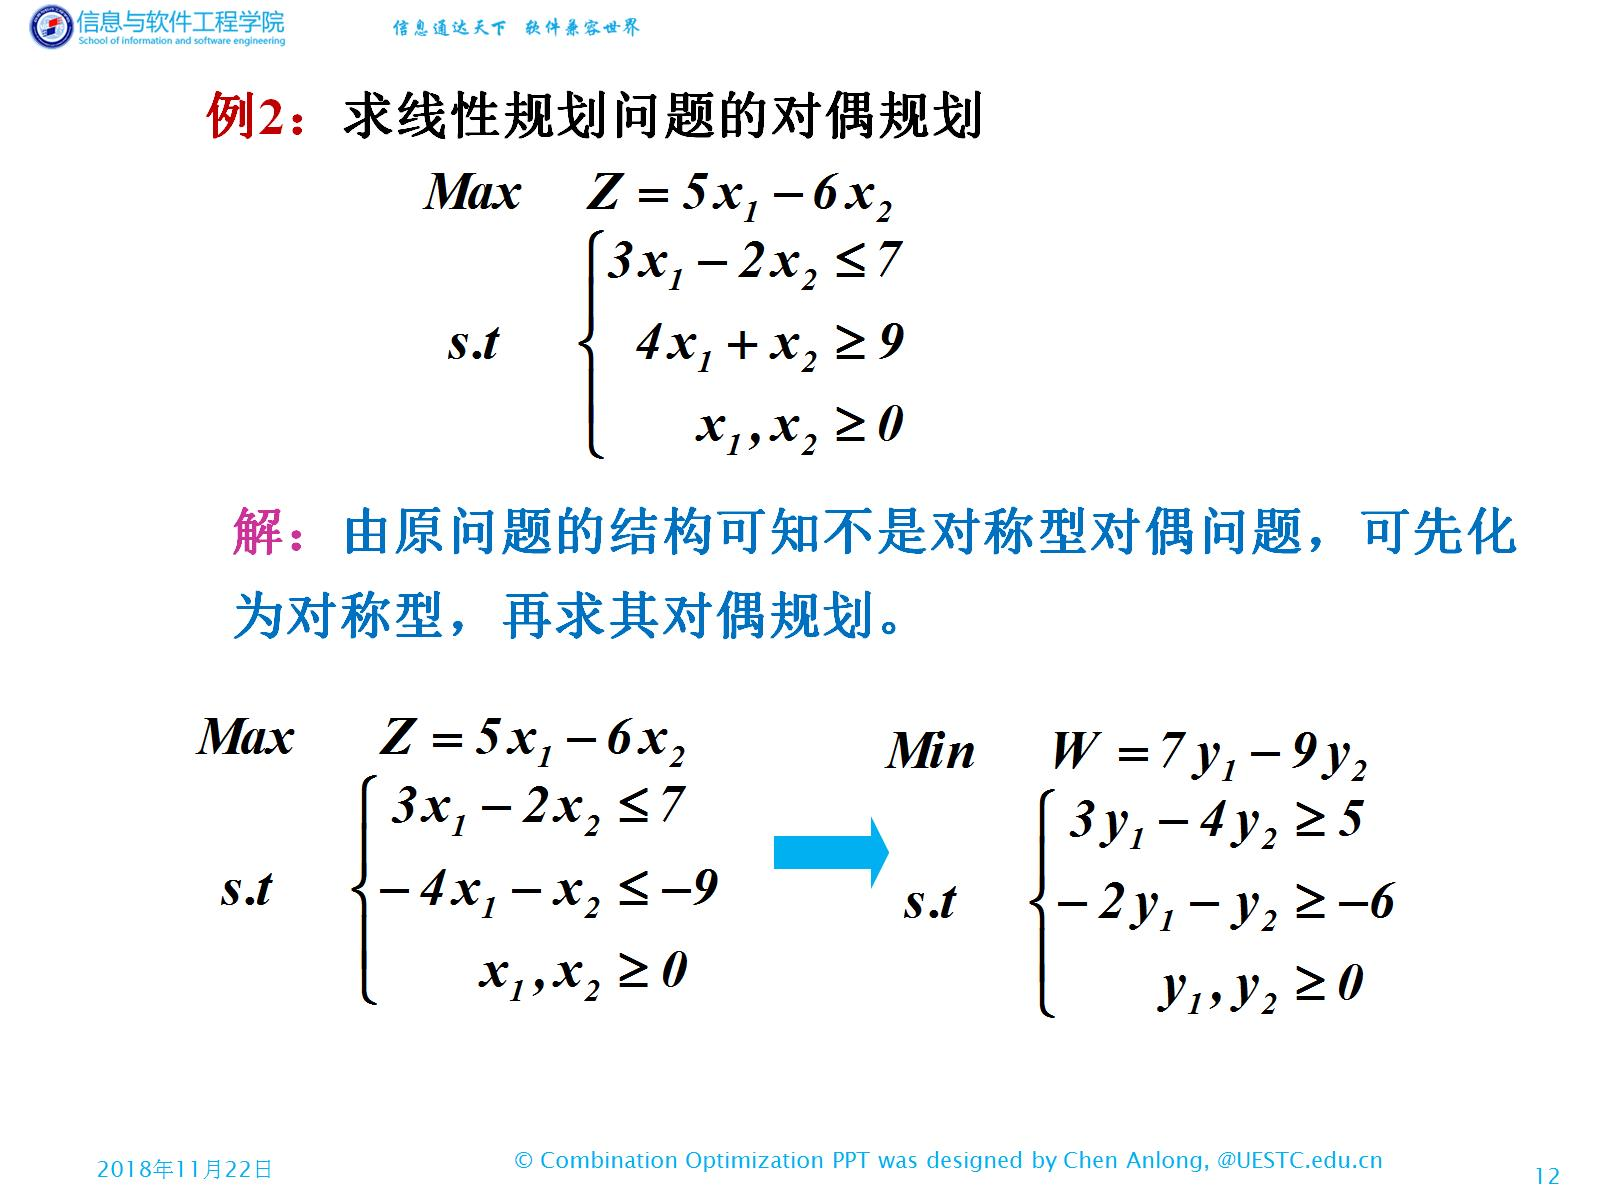 信息与软件工程学院
School of information and software engineering
信息通达天下 软件兼容世界
例2：求线性规划问题的对偶规划
Max Z = 5x₁ − 6x₂
3x₁ − 2x₂ ≤ 7
s.t 4x₁ + x₂ ≥ 9
x₁,x₂ ≥ 0
解：由原问题的结构可知不是对称型对偶问题，可先化
为对称型，再求其对偶规划。
Max Z = 5x₁ − 6x₂
3x₁ − 2x₂ ≤ 7
s.t − 4x₁ − x₂ ≤ −9
x₁,x₂ ≥ 0
Min W = 7y₁ − 9y₂
3y₁ − 4y₂ ≥ 5
s.t − 2y₁ − y₂ ≥ −6
y₁,y₂ ≥ 0
2018年11月22日
© Combination Optimization PPT was designed by Chen Anlong, @UESTC.edu.cn
12